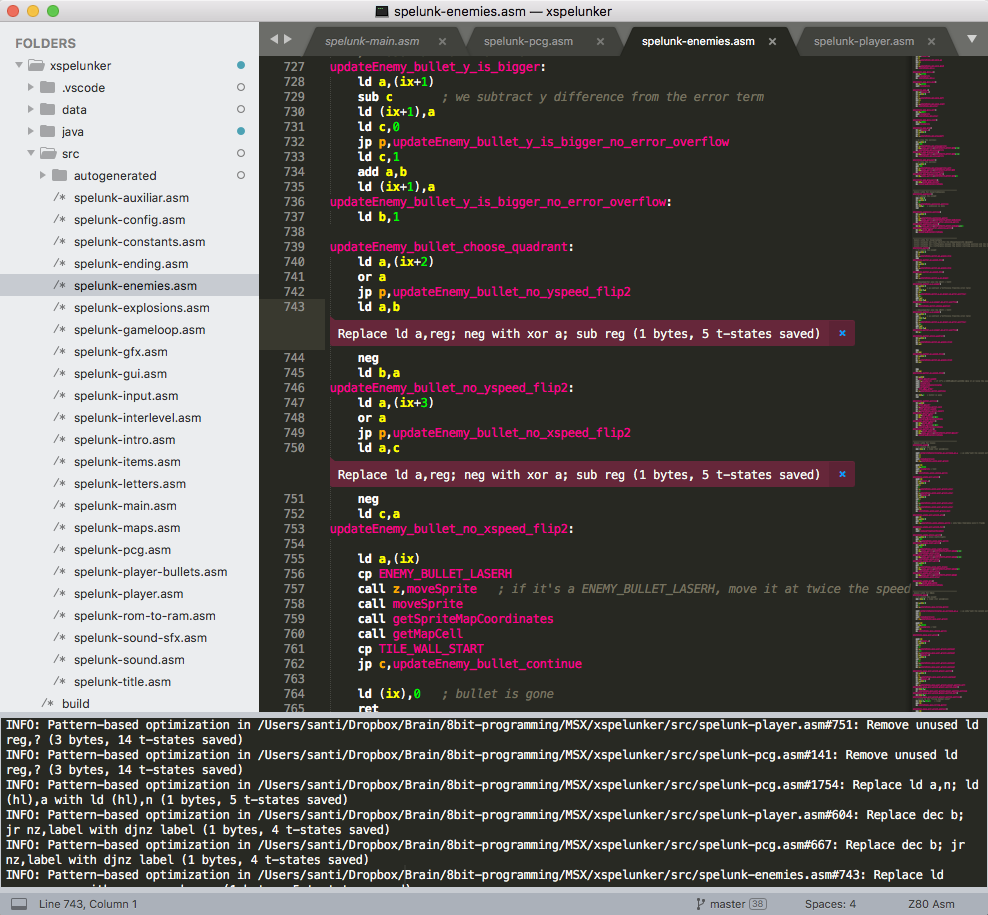 spelunk-enemies.asm — xspelunker
FOLDERS
xspelunker
.vscode
data
java
src
autogenerated
/* spelunk-auxiliar.asm
/* spelunk-config.asm
/* spelunk-constants.asm
/* spelunk-ending.asm
/* spelunk-enemies.asm
/* spelunk-explosions.asm
/* spelunk-gameloop.asm
/* spelunk-gfx.asm
/* spelunk-gui.asm
/* spelunk-input.asm
/* spelunk-interlevel.asm
/* spelunk-intro.asm
/* spelunk-items.asm
/* spelunk-letters.asm
/* spelunk-main.asm
/* spelunk-maps.asm
/* spelunk-pcg.asm
/* spelunk-player-bullets.asm
/* spelunk-player.asm
/* spelunk-rom-to-ram.asm
/* spelunk-sound-sfx.asm
/* spelunk-sound.asm
/* spelunk-title.asm
/* build
spelunk-main.asm × spelunk-pcg.asm × spelunk-enemies.asm × spelunk-player.asm ×
727 updateEnemy_bullet_y_is_bigger:
728 ld a,(ix+1)
729 sub c ; we subtract y difference from the error term
730 ld (ix+1),a
731 ld c,0
732 jp p,updateEnemy_bullet_y_is_bigger_no_error_overflow
733 ld c,1
734 add a,b
735 ld (ix+1),a
736 updateEnemy_bullet_y_is_bigger_no_error_overflow:
737 ld b,1
738
739 updateEnemy_bullet_choose_quadrant:
740 ld a,(ix+2)
741 or a
742 jp p,updateEnemy_bullet_no_yspeed_flip2
743 ld a,b
Replace ld a,reg; neg with xor a; sub reg (1 bytes, 5 t-states saved) ×
744 neg
745 ld b,a
746 updateEnemy_bullet_no_yspeed_flip2:
747 ld a,(ix+3)
748 or a
749 jp p,updateEnemy_bullet_no_xspeed_flip2
750 ld a,c
Replace ld a,reg; neg with xor a; sub reg (1 bytes, 5 t-states saved) ×
751 neg
752 ld c,a
753 updateEnemy_bullet_no_xspeed_flip2:
754
755 ld a,(ix)
756 cp ENEMY_BULLET_LASERH
757 call z,moveSprite ; if it's a ENEMY_BULLET_LASERH, move it at twice the speed
758 call moveSprite
759 call getSpriteMapCoordinates
760 call getMapCell
761 cp TILE_WALL_START
762 jp c,updateEnemy_bullet_continue
763
764 ld (ix),0 ; bullet is gone
765 ret
INFO: Pattern-based optimization in /Users/santi/Dropbox/Brain/8bit-programming/MSX/xspelunker/src/spelunk-player.asm#751: Remove unused ld
reg,? (3 bytes, 14 t-states saved)
INFO: Pattern-based optimization in /Users/santi/Dropbox/Brain/8bit-programming/MSX/xspelunker/src/spelunk-pcg.asm#141: Remove unused ld
reg,? (3 bytes, 14 t-states saved)
INFO: Pattern-based optimization in /Users/santi/Dropbox/Brain/8bit-programming/MSX/xspelunker/src/spelunk-pcg.asm#1754: Replace ld a,n; ld
(hl),a with ld (hl),n (1 bytes, 5 t-states saved)
INFO: Pattern-based optimization in /Users/santi/Dropbox/Brain/8bit-programming/MSX/xspelunker/src/spelunk-player.asm#604: Replace dec b;
jr nz,label with djnz label (1 bytes, 4 t-states saved)
INFO: Pattern-based optimization in /Users/santi/Dropbox/Brain/8bit-programming/MSX/xspelunker/src/spelunk-pcg.asm#667: Replace dec b; jr
nz,label with djnz label (1 bytes, 4 t-states saved)
INFO: Pattern-based optimization in /Users/santi/Dropbox/Brain/8bit-programming/MSX/xspelunker/src/spelunk-enemies.asm#743: Replace ld
Line 743, Column 1 master 38 Spaces: 4 Z80 Asm